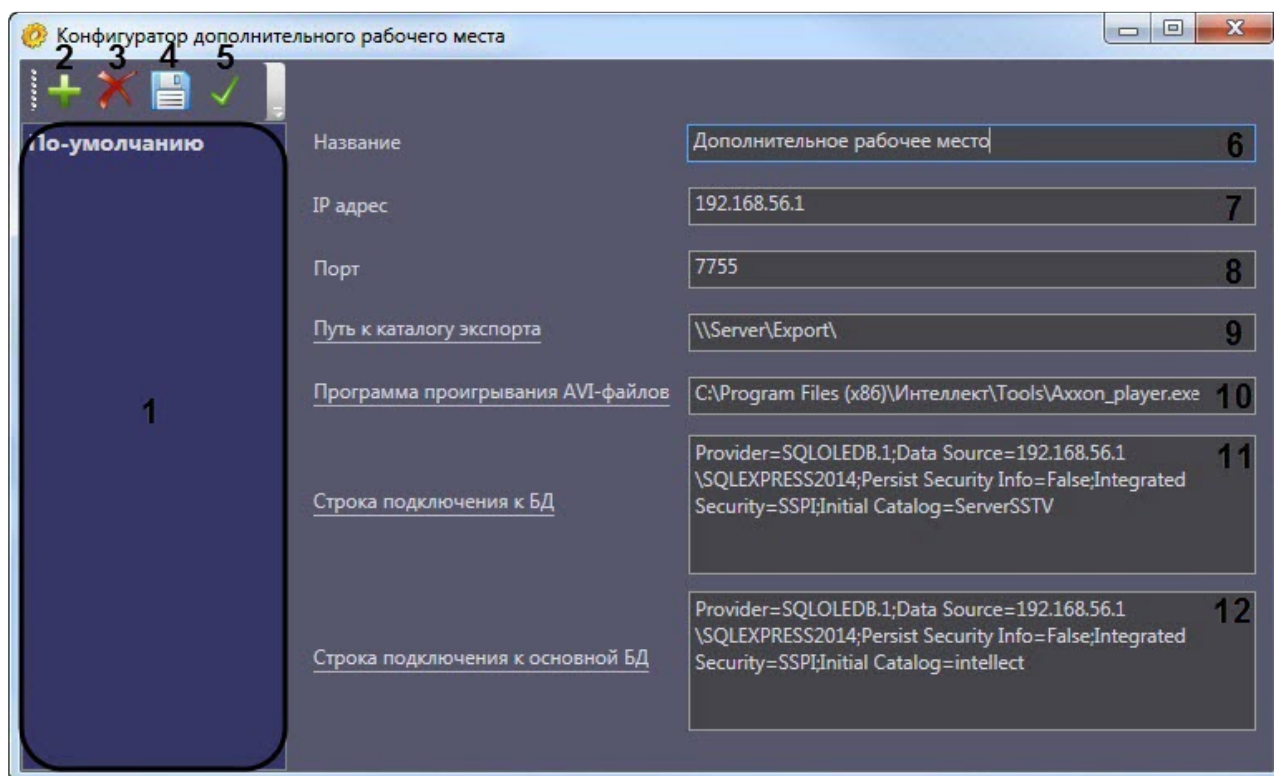 Конфигуратор дополнительного рабочего места
2 3 4 5
По-умолчанию
1
Название
Дополнительное рабочее место
6
IP адрес
192.168.56.1
7
Порт
7755
8
Путь к каталогу экспорта
\\Server\Export\
9
Программа проигрывания AVI-файлов
C:\Program Files (x86)\Интеллект\Tools\Axxon_player.exe
10
Строка подключения к БД
Provider=SQLOLEDB.1;Data Source=192.168.56.1
\SQLEXPRESS2014;Persist Security Info=False;Integrated
Security=SSPI;Initial Catalog=ServerSSTV
11
Строка подключения к основной БД
Provider=SQLOLEDB.1;Data Source=192.168.56.1
\SQLEXPRESS2014;Persist Security Info=False;Integrated
Security=SSPI;Initial Catalog=intellect
12